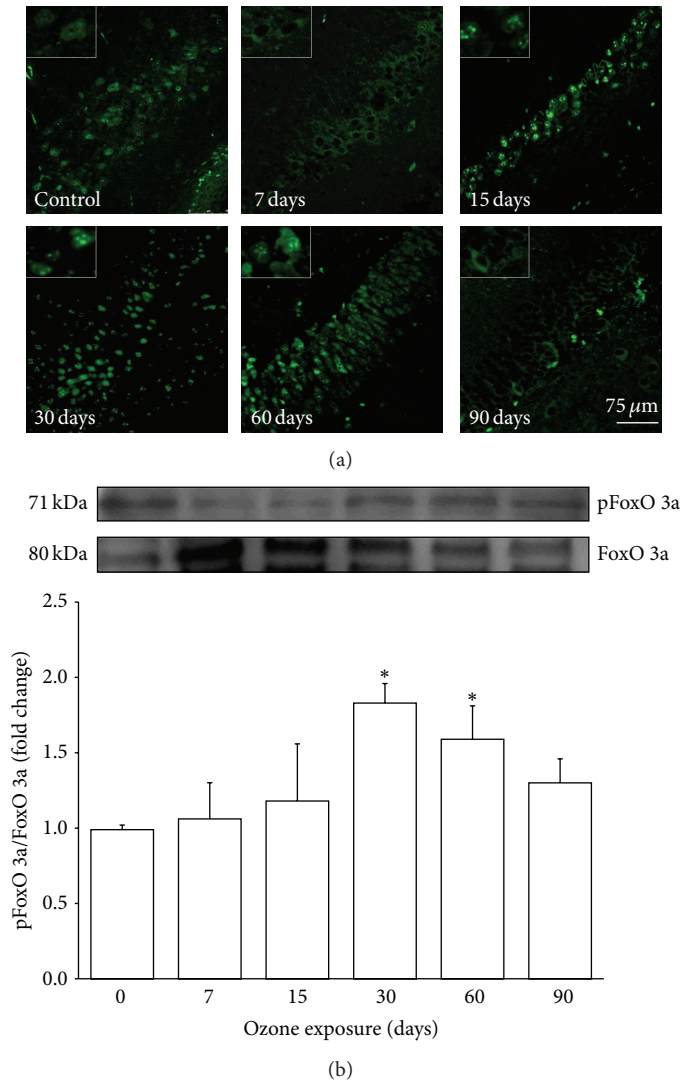 Control
7 days
15 days
30 days
60 days
90 days
75 µm
(a)
71 kDa
pFoxO 3a
80 kDa
FoxO 3a
2.5
2.0
1.5
1.0
0.5
0.0
pFoxO 3a/FoxO 3a (fold change)
*
*
0 7 15 30 60 90
Ozone exposure (days)
(b)